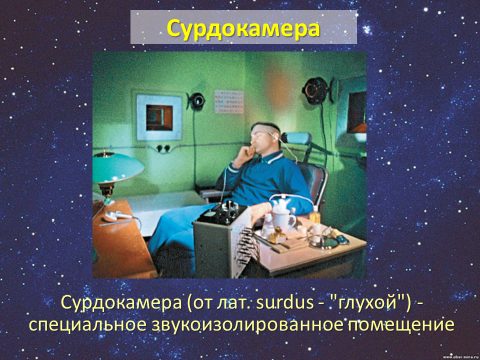 Сурдокамера
Сурдокамера (от лат. surdus - "глухой") -
специальное звукоизолированное помещение